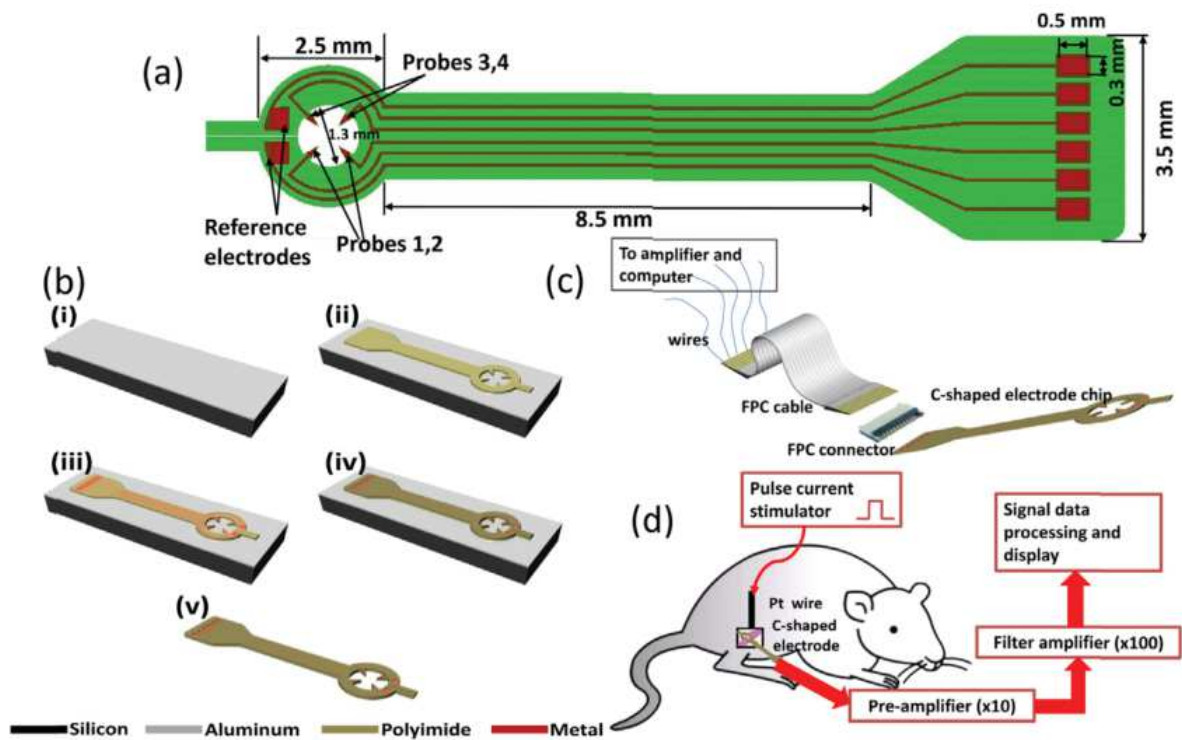 (a)
2.5 mm
Probes 3,4
1.3 mm
Reference
electrodes
Probes 1,2
8.5 mm
0.5 mm
0.3 mm
3.5 mm
(b)
(i)
(ii)
(iii)
(iv)
(v)
Silicon
Aluminum
Polyimide
Metal
(c)
To amplifier and
computer
wires
FPC cable
C-shaped electrode chip
FPC connector
(d)
Pulse current
stimulator
Pt wire
C-shaped
electrode
Pre-amplifier (x10)
Filter amplifier (x100)
Signal data
processing and
display